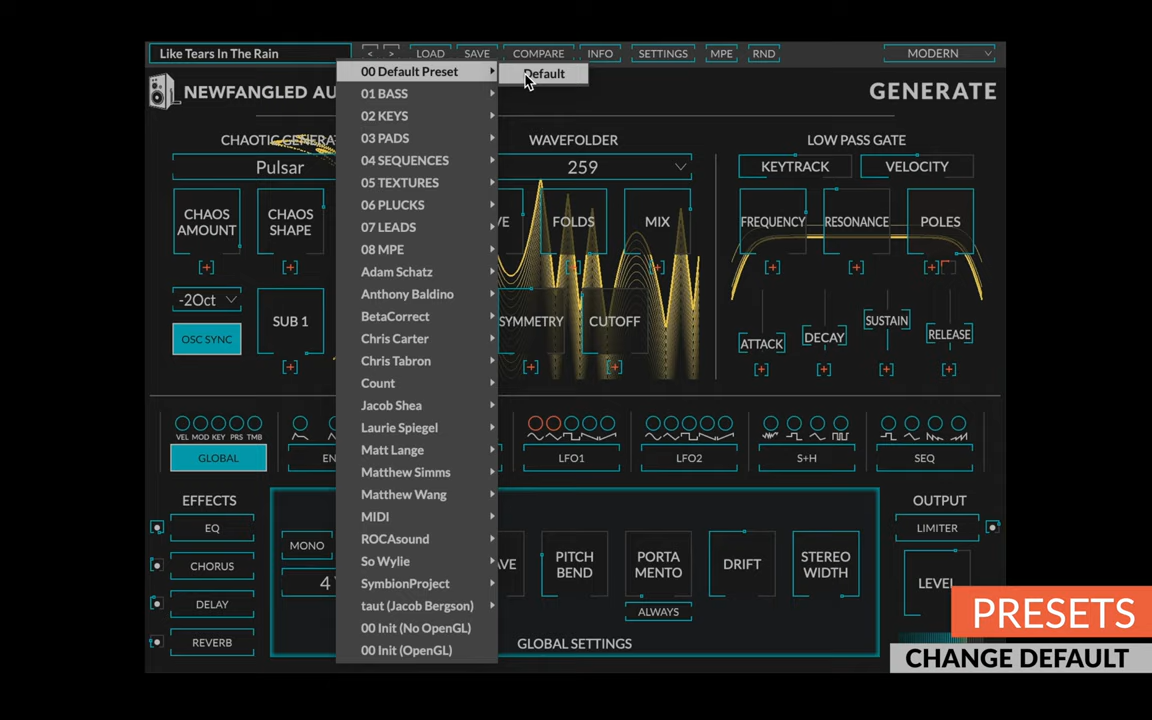 Like Tears In The Rain
< > LOAD SAVE COMPARE INFO SETTINGS MPE RND MODERN
00 Default Preset
Default
01 BASS
02 KEYS
03 PADS
04 SEQUENCES
05 TEXTURES
06 PLUCKS
07 LEADS
08 MPE
Adam Schatz
Anthony Baldino
BetaCorrect
Chris Carter
Chris Tabron
Count
Jacob Shea
Laurie Spiegel
Matt Lange
Matthew Simms
Matthew Wang
MIDI
ROCAsound
So Wylie
SymbionProject
taut (Jacob Bergson)
00 Init (No OpenGL)
00 Init (OpenGL)
NEWFANGLED AU
GENERATE
CHAOTIC GENERA
Pulsar
CHAOS
AMOUNT
CHAOS
SHAPE
[+] [+]
-2Oct
OSC SYNC
SUB 1
[+]
WAVEFOLDER
259
VE
FOLDS
MIX
[+] [+]
SYMMETRY
CUTOFF
[+] [+]
LOW PASS GATE
KEYTRACK VELOCITY
FREQUENCY RESONANCE POLES
[+] [+] [+]
ATTACK DECAY SUSTAIN RELEASE
[+] [+] [+] [+]
VEL MOD KEY PRS TMB
GLOBAL EN LFO1 LFO2 S+H SEQ
EFFECTS
EQ
CHORUS
DELAY
REVERB
MONO
4
VE
PITCH
BEND
PORTA
MENTO
ALWAYS
DRIFT
STEREO
WIDTH
GLOBAL SETTINGS
OUTPUT
LIMITER
LEVEL
PRESETS
CHANGE DEFAULT